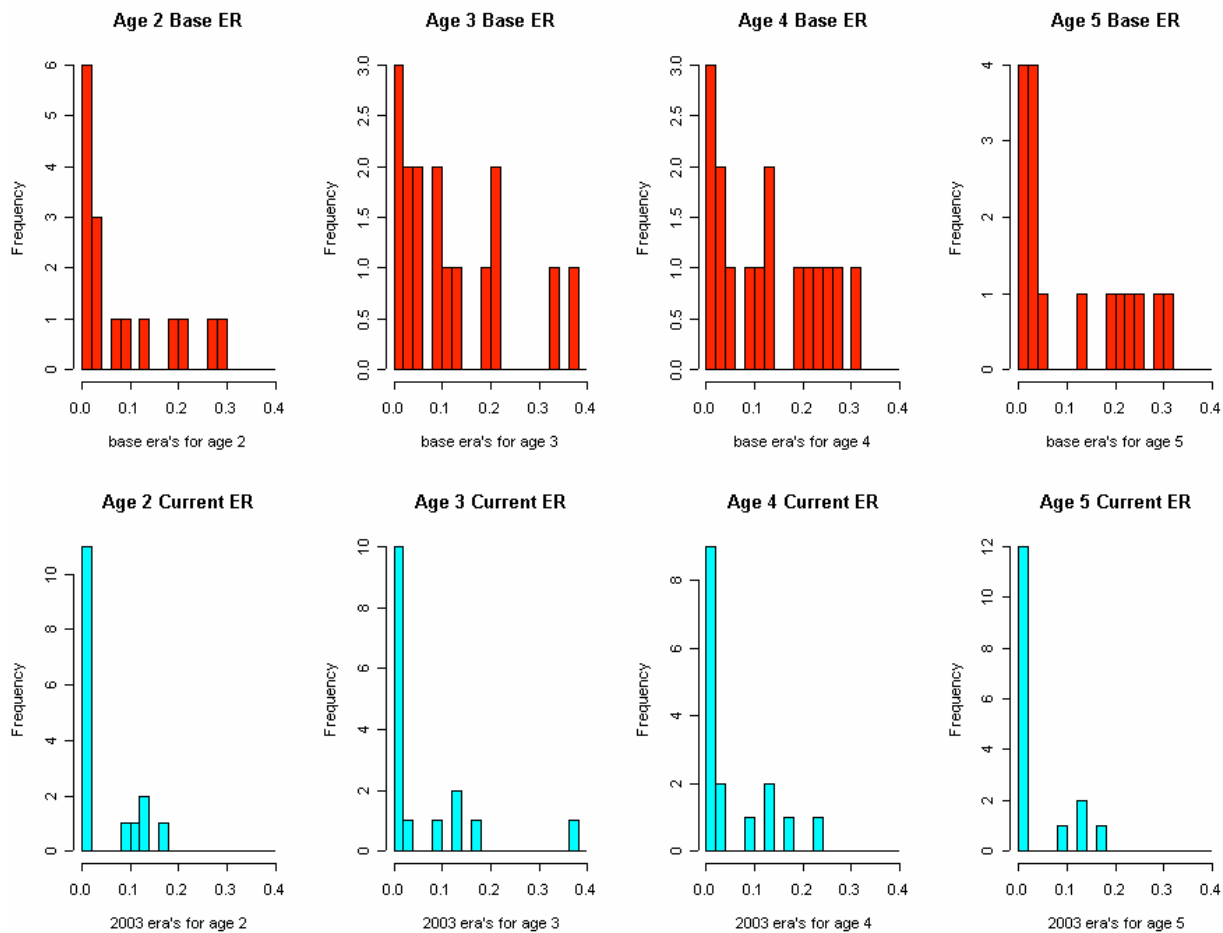 Age 2 Base ER
Age 3 Base ER
Age 4 Base ER
Age 5 Base ER
Frequency
0 1 2 3 4 5 6
0.0 0.1 0.2 0.3 0.4
base era's for age 2
Frequency
0.0 0.5 1.0 1.5 2.0 2.5 3.0
0.0 0.1 0.2 0.3 0.4
base era's for age 3
Frequency
0.0 0.5 1.0 1.5 2.0 2.5 3.0
0.0 0.1 0.2 0.3 0.4
base era's for age 4
Frequency
0 1 2 3 4
0.0 0.1 0.2 0.3 0.4
base era's for age 5
Age 2 Current ER
Age 3 Current ER
Age 4 Current ER
Age 5 Current ER
Frequency
0 2 4 6 8 10
0.0 0.1 0.2 0.3 0.4
2003 era's for age 2
Frequency
0 2 4 6 8 10
0.0 0.1 0.2 0.3 0.4
2003 era's for age 3
Frequency
0 2 4 6 8
0.0 0.1 0.2 0.3 0.4
2003 era's for age 4
Frequency
0 2 4 6 8 10 12
0.0 0.1 0.2 0.3 0.4
2003 era's for age 5